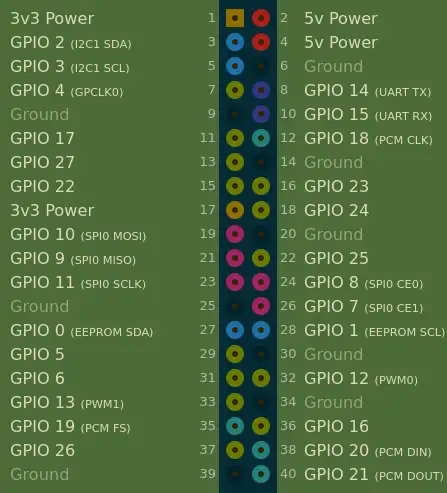 3v3 Power 1 2 5v Power
GPIO 2 (I2C1 SDA) 3 4 5v Power
GPIO 3 (I2C1 SCL) 5 6 Ground
GPIO 4 (GPCLK0) 7 8 GPIO 14 (UART TX)
Ground 9 10 GPIO 15 (UART RX)
GPIO 17 11 12 GPIO 18 (PCM CLK)
GPIO 27 13 14 Ground
GPIO 22 15 16 GPIO 23
3v3 Power 17 18 GPIO 24
GPIO 10 (SPI0 MOSI) 19 20 Ground
GPIO 9 (SPI0 MISO) 21 22 GPIO 25
GPIO 11 (SPI0 SCLK) 23 24 GPIO 8 (SPI0 CE0)
Ground 25 26 GPIO 7 (SPI0 CE1)
GPIO 0 (EEPROM SDA) 27 28 GPIO 1 (EEPROM SCL)
GPIO 5 29 30 Ground
GPIO 6 31 32 GPIO 12 (PWM0)
GPIO 13 (PWM1) 33 34 Ground
GPIO 19 (PCM FS) 35 36 GPIO 16
GPIO 26 37 38 GPIO 20 (PCM DIN)
Ground 39 40 GPIO 21 (PCM DOUT)